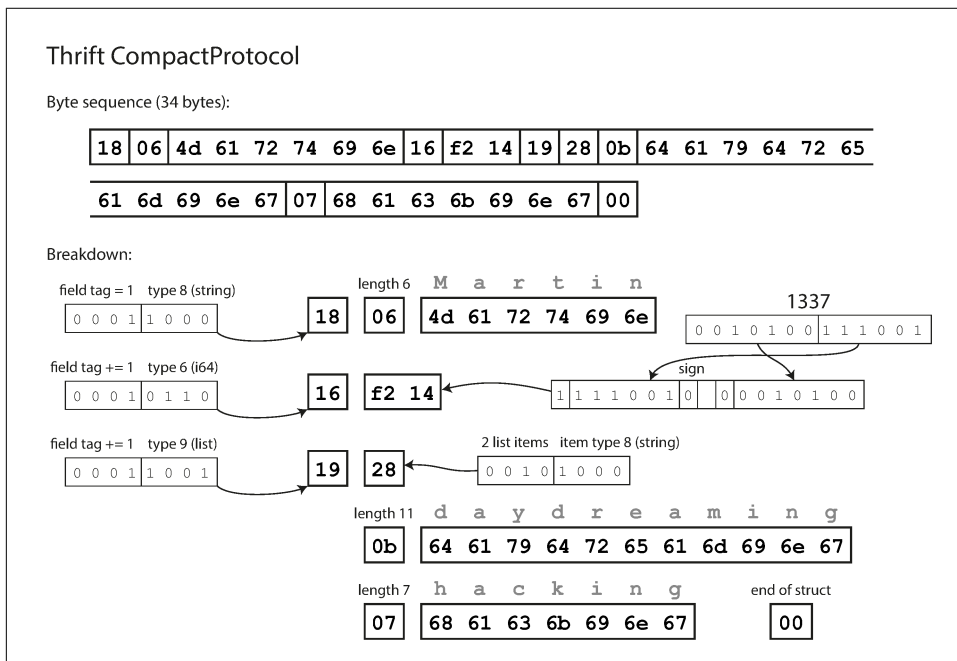 Thrift CompactProtocol
Byte sequence (34 bytes):
18 06 4d 61 72 74 69 6e 16 f2 14 19 28 0b 64 61 79 64 72 65
61 6d 69 6e 67 07 68 61 63 6b 69 6e 67 00
Breakdown:
field tag = 1 type 8 (string)
0 0 0 1 1 0 0 0
18
length 6
06
M a r t i n
4d 61 72 74 69 6e
1337
0 0 1 0 1 0 0 1 1 1 0 0 1
field tag += 1 type 6 (i64)
0 0 0 1 0 1 1 0
16
f2 14
sign
1 1 1 1 0 0 1 0 0 0 0 1 0 1 0 0
field tag += 1 type 9 (list)
0 0 0 1 1 0 0 1
19
28
2 list items item type 8 (string)
0 0 1 0 1 0 0 0
length 11
0b
d a y d r e a m i n g
64 61 79 64 72 65 61 6d 69 6e 67
length 7
07
h a c k i n g
68 61 63 6b 69 6e 67
end of struct
00